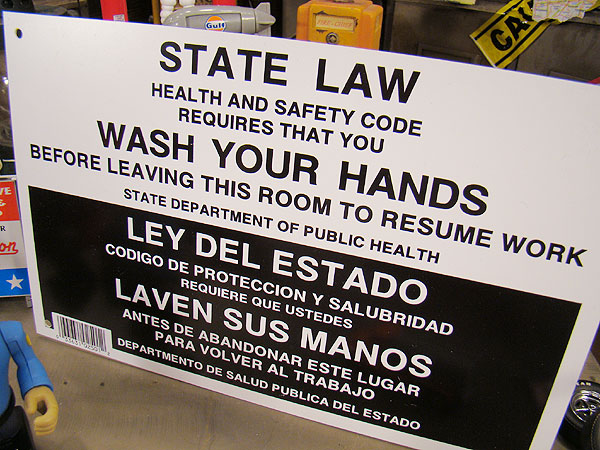 Gulf
CAU
STATE LAW
HEALTH AND SAFETY CODE
REQUIRES THAT YOU
WASH YOUR HANDS
BEFORE LEAVING THIS ROOM TO RESUME WORK
STATE DEPARTMENT OF PUBLIC HEALTH
LEY DEL ESTADO
CODIGO DE PROTECCION Y SALUBRIDAD
REQUIERE QUE USTEDES
LAVEN SUS MANOS
ANTES DE ABANDONAR ESTE LUGAR
PARA VOLVER AL TRABAJO
DEPARTMENTO DE SALUD PUBLICA DEL ESTADO